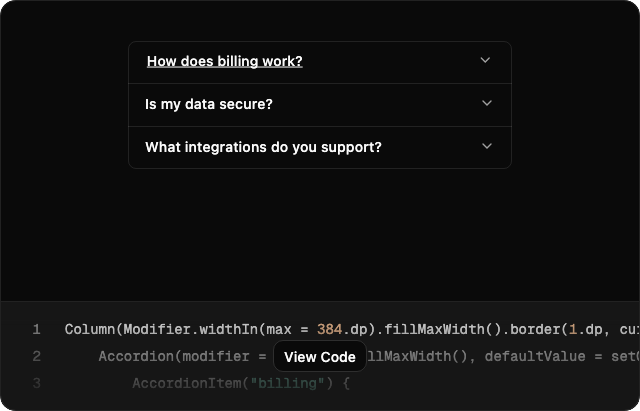 How does billing work?
Is my data secure?
What integrations do you support?
1 Column(Modifier.widthIn(max = 384.dp).fillMaxWidth().border(1.dp,
2 Accordion(modifier = View Code llMaxWidth(), defaultValue =
3 AccordionItem("billing") {